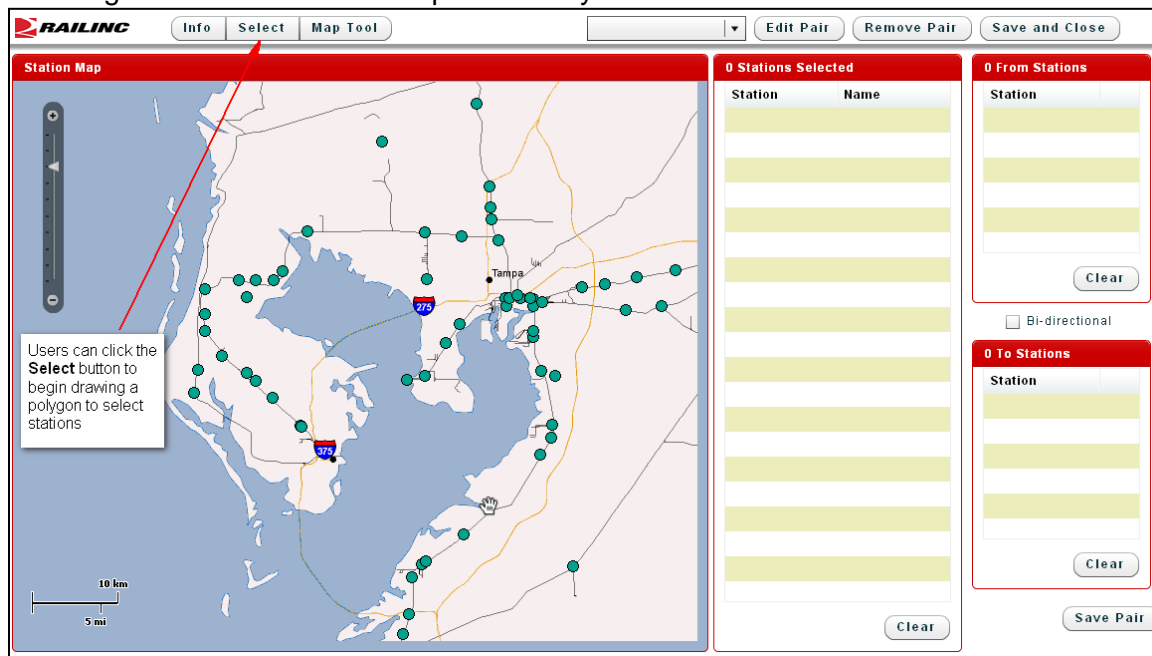 RAILINC
Info Select Map Tool
Edit Pair Remove Pair Save and Close
Station Map
Tampa
275
375
10 km
5 mi
Users can click the
Select button to
begin drawing a
polygon to select
stations
0 Stations Selected
Station Name
Clear
0 From Stations
Station
Clear
Bi-directional
0 To Stations
Station
Clear
Save Pair